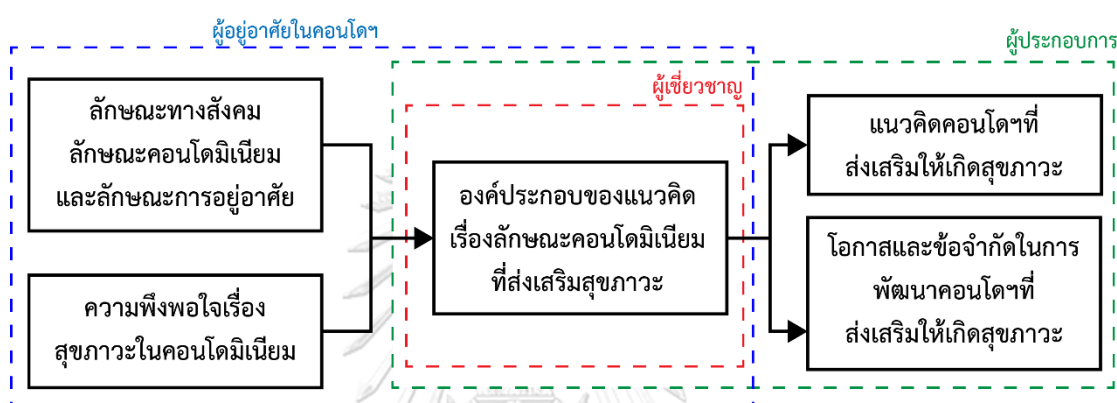 ผู้อยู่อาศัยในคอนโดฯ
ผู้ประกอบการ
ผู้เชี่ยวชาญ
ลักษณะทางสังคม
ลักษณะคอนโดมิเนียม
และลักษณะการอยู่อาศัย
ความพึงพอใจเรื่อง
สุขภาวะในคอนโดมิเนียม
องค์ประกอบของแนวคิด
เรื่องลักษณะคอนโดมิเนียม
ที่ส่งเสริมสุขภาวะ
แนวคิดคอนโดฯที่
ส่งเสริมให้เกิดสุขภาวะ
โอกาสและข้อจำกัดในการ
พัฒนาคอนโดฯที่
ส่งเสริมให้เกิดสุขภาวะ